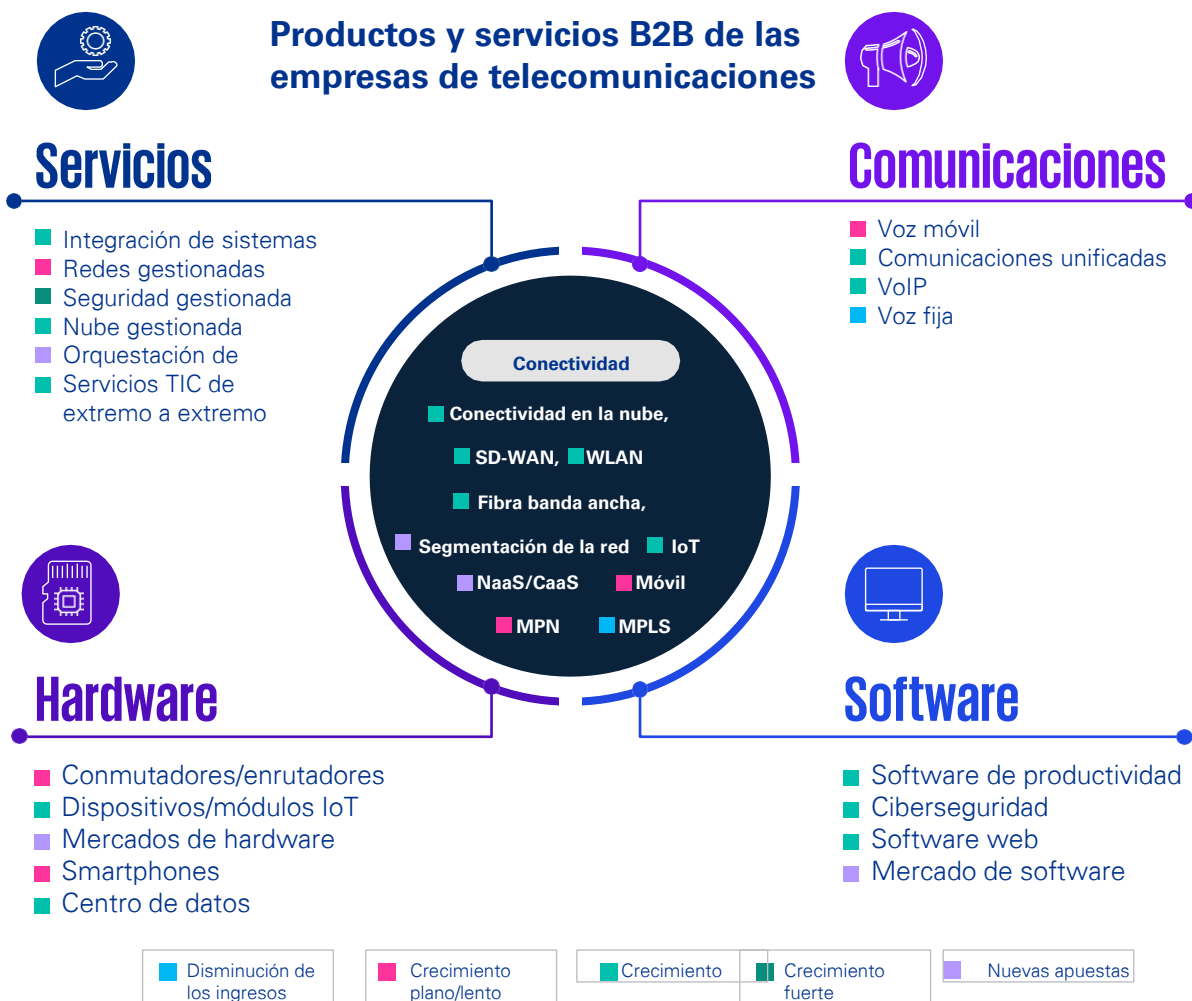 Productos y servicios B2B de las
empresas de telecomunicaciones
Servicios
Integración de sistemas
Redes gestionadas
Seguridad gestionada
Nube gestionada
Orquestación de
Servicios TIC de
extremo a extremo
Comunicaciones
Voz móvil
Comunicaciones unificadas
VoIP
Voz fija
Conectividad
Conectividad en la nube,
SD-WAN, WLAN
Fibra banda ancha,
Segmentación de la red IoT
NaaS/CaaS Móvil
MPN MPLS
Hardware
Conmutadores/enrutadores
Dispositivos/módulos IoT
Mercados de hardware
Smartphones
Centro de datos
Software
Software de productividad
Ciberseguridad
Software web
Mercado de software
Disminución de
los ingresos
Crecimiento
plano/lento
Crecimiento
Crecimiento
fuerte
Nuevas apuestas